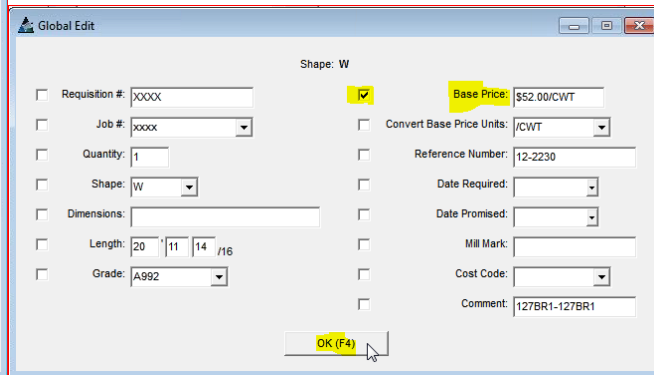 Global Edit
Shape: W
Requisition #: XXXX
Base Price: $52.00/CWT
Job #: xxxx
Convert Base Price Units: /CWT
Quantity: 1
Reference Number: 12-2230
Shape: W
Date Required:
Dimensions:
Date Promised:
Length: 20 ' 11 14 /16
Mill Mark:
Grade: A992
Cost Code:
Comment: 127BR1-127BR1
OK (F4)